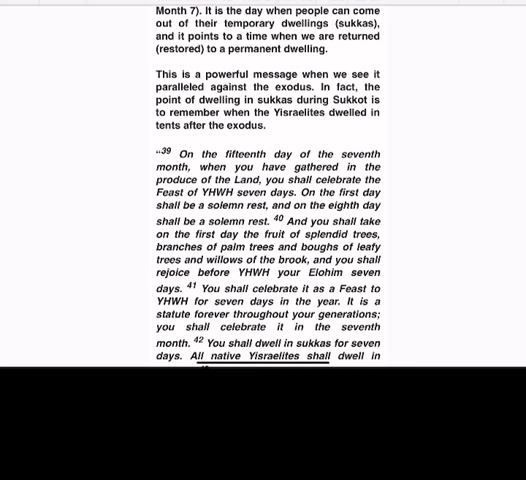 Month 7). It is the day when people can come
out of their temporary dwellings (sukkas),
and it points to a time when we are returned
(restored) to a permanent dwelling.
This is a powerful message when we see it
paralleled against the exodus. In fact, the
point of dwelling in sukkas during Sukkot is
to remember when the Yisraelites dwelled in
tents after the exodus.
"39 On the fifteenth day of the seventh
month, when you have gathered in the
produce of the Land, you shall celebrate the
Feast of YHWH seven days. On the first day
shall be a solemn rest, and on the eighth day
shall be a solemn rest. 40 And you shall take
on the first day the fruit of splendid trees,
branches of palm trees and boughs of leafy
trees and willows of the brook, and you shall
rejoice before YHWH your Elohim seven
days. 41 You shall celebrate it as a Feast to
YHWH for seven days in the year. It is a
statute forever throughout your generations;
you shall celebrate it in the seventh
month. 42 You shall dwell in sukkas for seven
days. All native Yisraelites shall dwell in